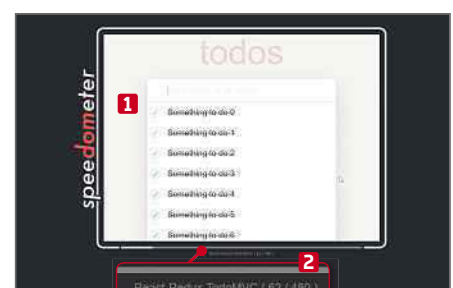 todos
speedometer
1
Something to do 0
Something to do 1
Something to do 2
Something to do 3
Something to do 4
Something to do 5
Something to do 6
2
React Redux TodoMVC ( 62 / 480 )